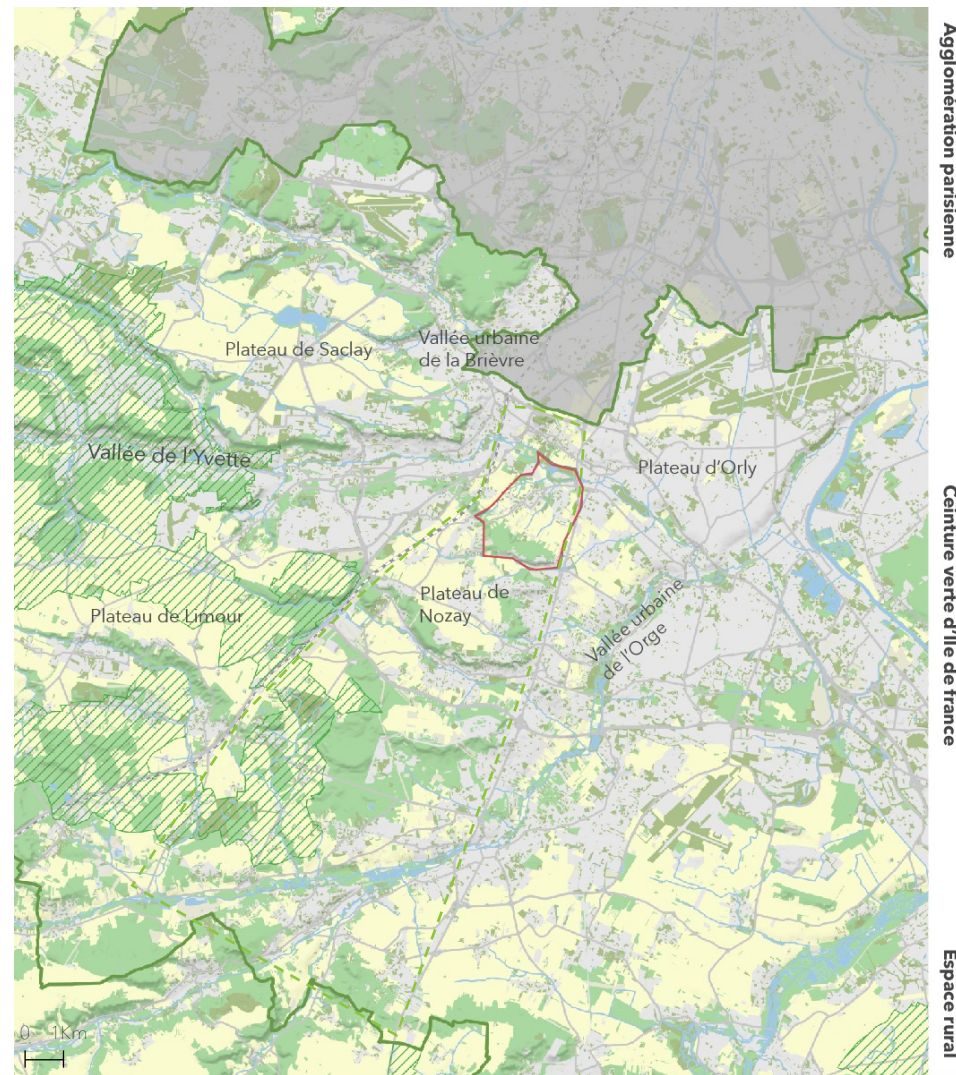 Agglomération parisienne
Plateau de Saclay
Vallée urbaine
de la Brièvre
Vallée de l'Yvette
Plateau d'Orly
Ceinture verte d'Ile de france
Plateau de Limour
Plateau de
Nozay
Vallée urbaine
de l'Orge
Espace rural
0 1Km